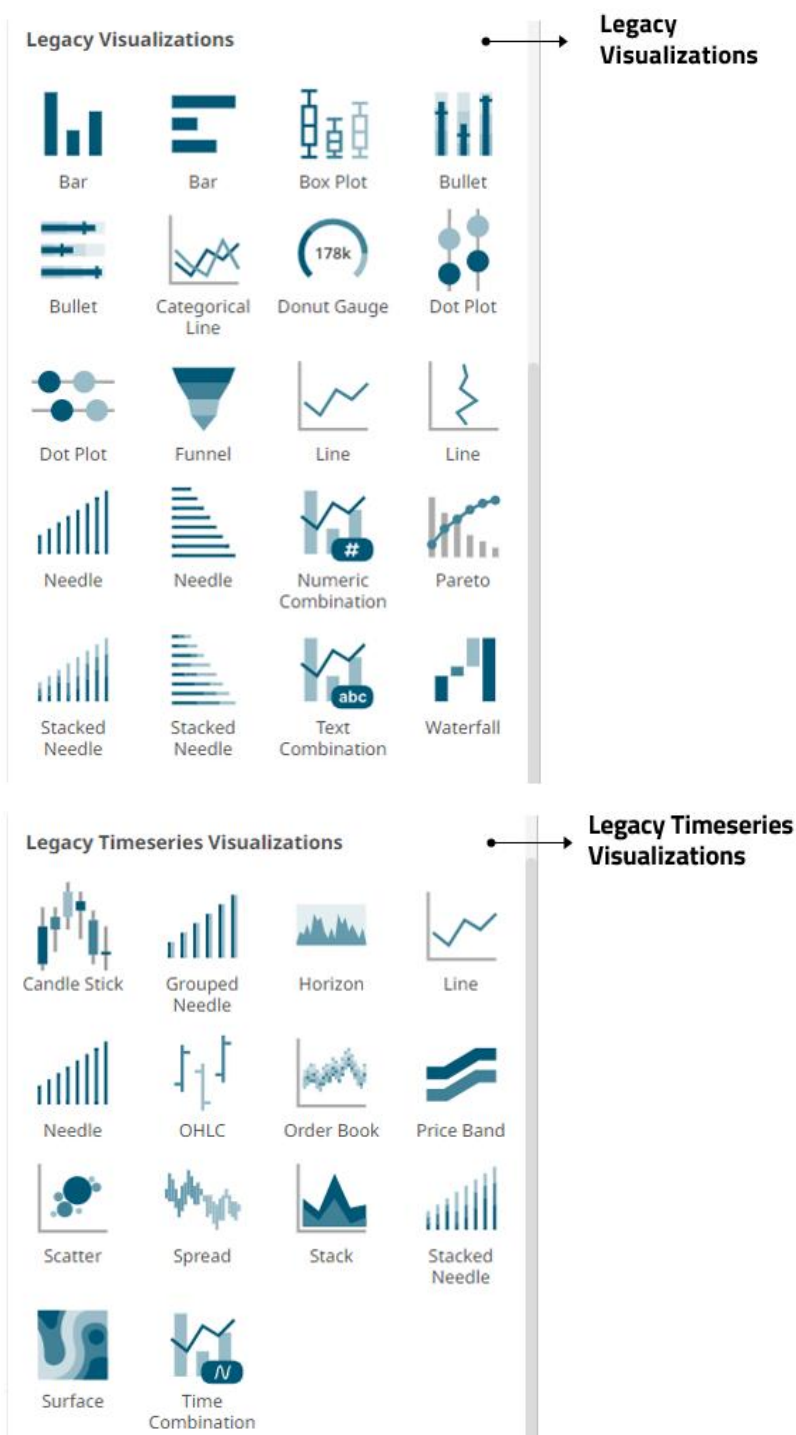 Legacy Visualizations
Legacy
Visualizations
Bar
Bar
Box Plot
Bullet
178k
Bullet
Categorical
Line
Donut Gauge
Dot Plot
Dot Plot
Funnel
Line
Line
#
Needle
Needle
Numeric
Combination
Pareto
abc
Stacked
Needle
Stacked
Needle
Text
Combination
Waterfall
Legacy Timeseries Visualizations
Legacy Timeseries
Visualizations
Candle Stick
Grouped
Needle
Horizon
Line
Needle
OHLC
Order Book
Price Band
Scatter
Spread
Stack
Stacked
Needle
Surface
Time
Combination